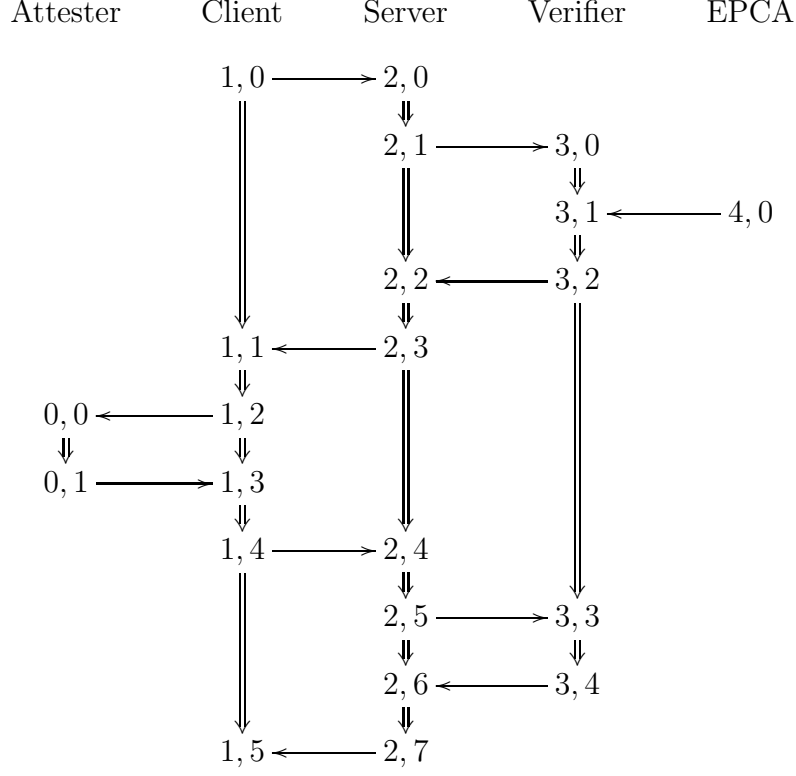 Attester Client Server Verifier EPCA
1, 0 2, 0
2, 1 3, 0
3, 1 4, 0
2, 2 3, 2
1, 1 2, 3
0, 0 1, 2
0, 1 1, 3
1, 4 2, 4
2, 5 3, 3
2, 6 3, 4
1, 5 2, 7